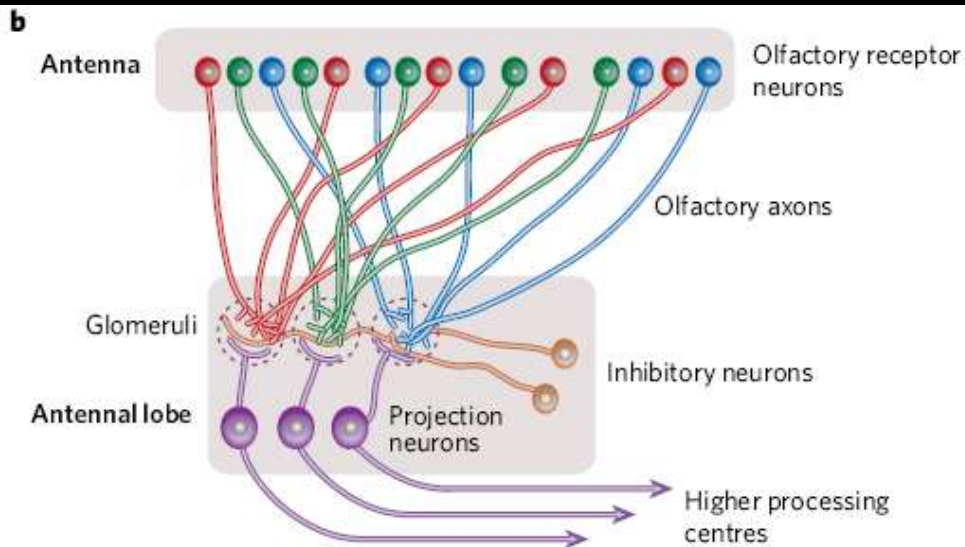 b
Antenna
Olfactory receptor
neurons
Olfactory axons
Glomeruli
Inhibitory neurons
Antennal lobe
Projection
neurons
Higher processing
centres